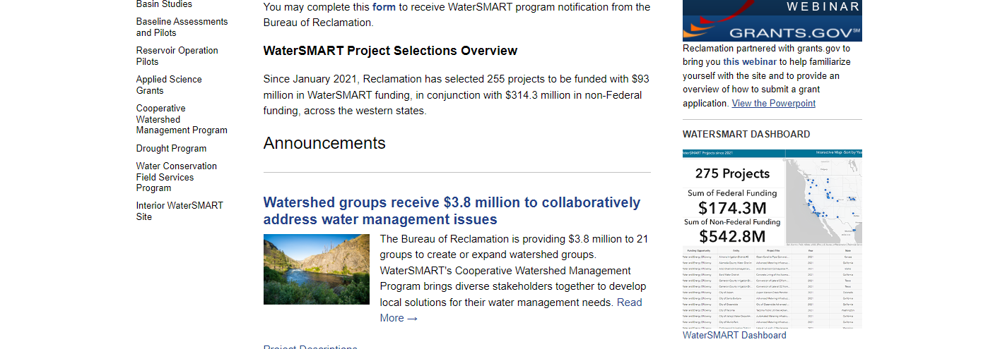 Basin Studies
Baseline Assessments
and Pilots
Reservoir Operation
Pilots
Applied Science
Grants
Cooperative
Watershed
Management Program
Drought Program
Water Conservation
Field Services
Program
Interior WaterSMART
Site
You may complete this form to receive WaterSMART program notification from the
Bureau of Reclamation.
WaterSMART Project Selections Overview
Since January 2021, Reclamation has selected 255 projects to be funded with $93
million in WaterSMART funding, in conjunction with $314.3 million in non-Federal
funding, across the western states.
Announcements
Watershed groups receive $3.8 million to collaboratively
address water management issues
The Bureau of Reclamation is providing $3.8 million to 21
groups to create or expand watershed groups.
WaterSMART's Cooperative Watershed Management
Program brings diverse stakeholders together to develop
local solutions for their water management needs. Read
More →
Project Descriptions
WEBINAR
GRANTS.GOV℠
Reclamation partnered with grants.gov to
bring you this webinar to help familiarize
yourself with the site and to provide an
overview of how to submit a grant
application. View the Powerpoint
WATERSMART DASHBOARD
WaterSMART Projects since 2021
Interactive Map -Sort by Year
275 Projects
Sum of Federal Funding
$174.3M
Sum of Non-Federal Funding
$542.8M
Funding Opportunity Entity Project Title Year State
WaterSMART Dashboard